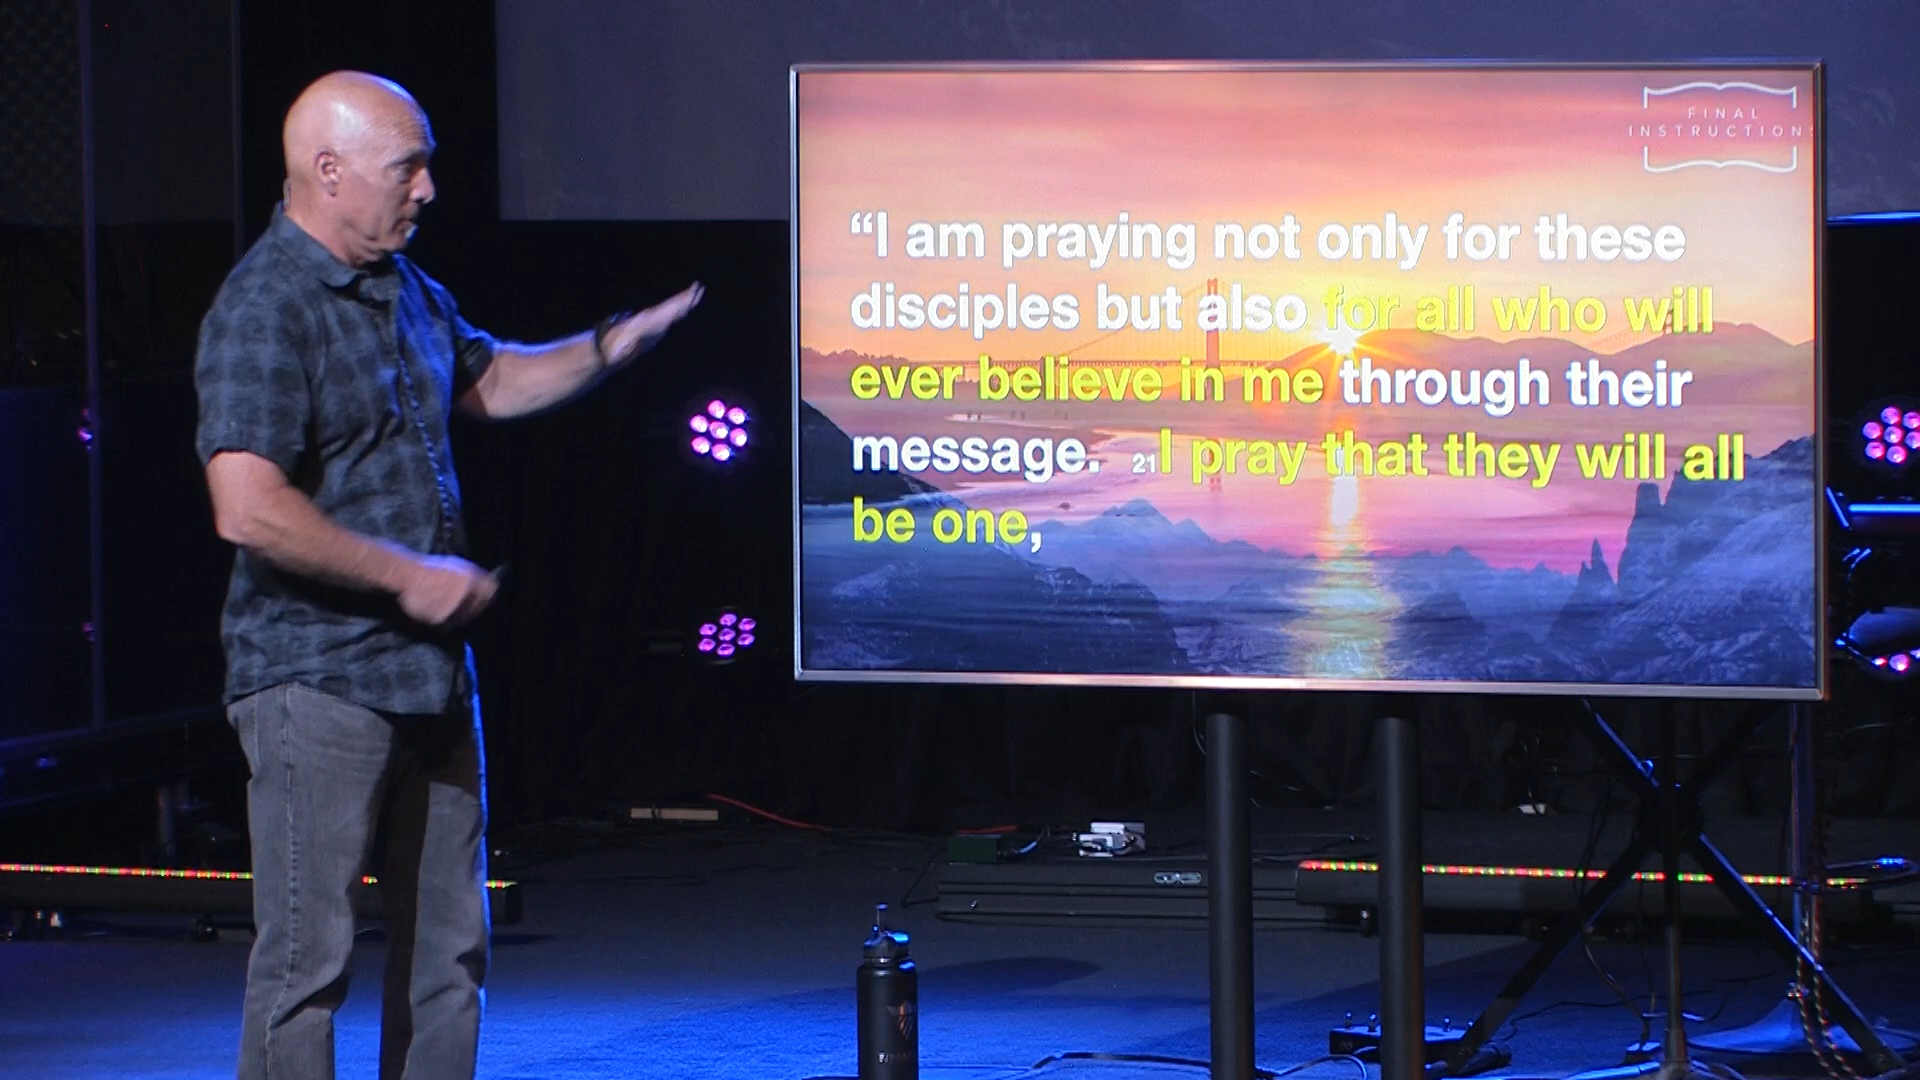 FINAL
INSTRUCTIONS
“I am praying not only for these
disciples but also for all who will
ever believe in me through their
message. 21I pray that they will all
be one,